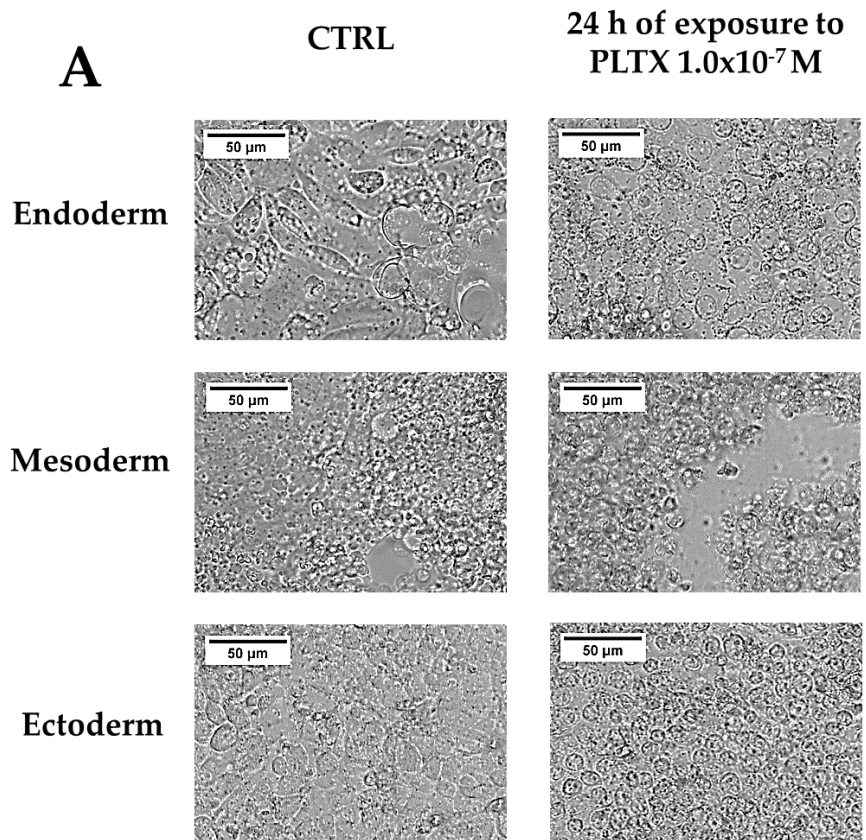 A
CTRL
24 h of exposure to
PLTX 1.0x10⁻⁷ M
Endoderm
50 µm
50 µm
Mesoderm
50 µm
50 µm
Ectoderm
50 µm
50 µm